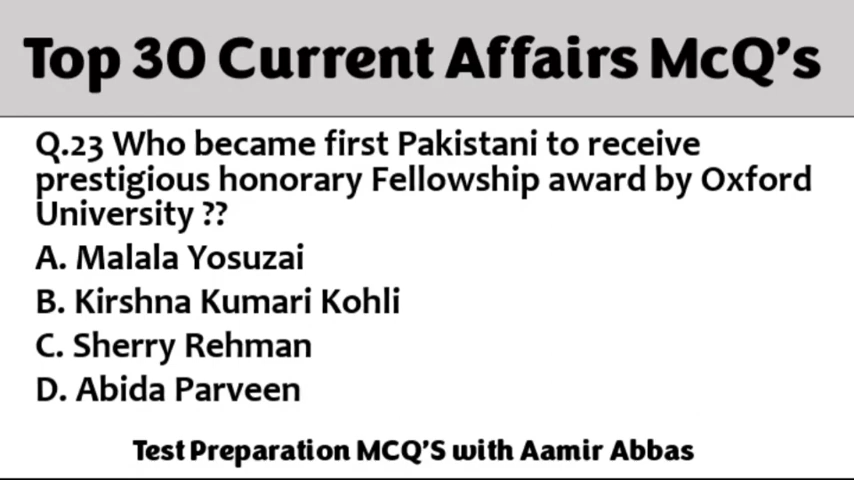 Top 30 Current Affairs McQ's
Q.23 Who became first Pakistani to receive
prestigious honorary Fellowship award by Oxford
University ??
A. Malala Yosuzai
B. Kirshna Kumari Kohli
C. Sherry Rehman
D. Abida Parveen
Test Preparation MCQ'S with Aamir Abbas